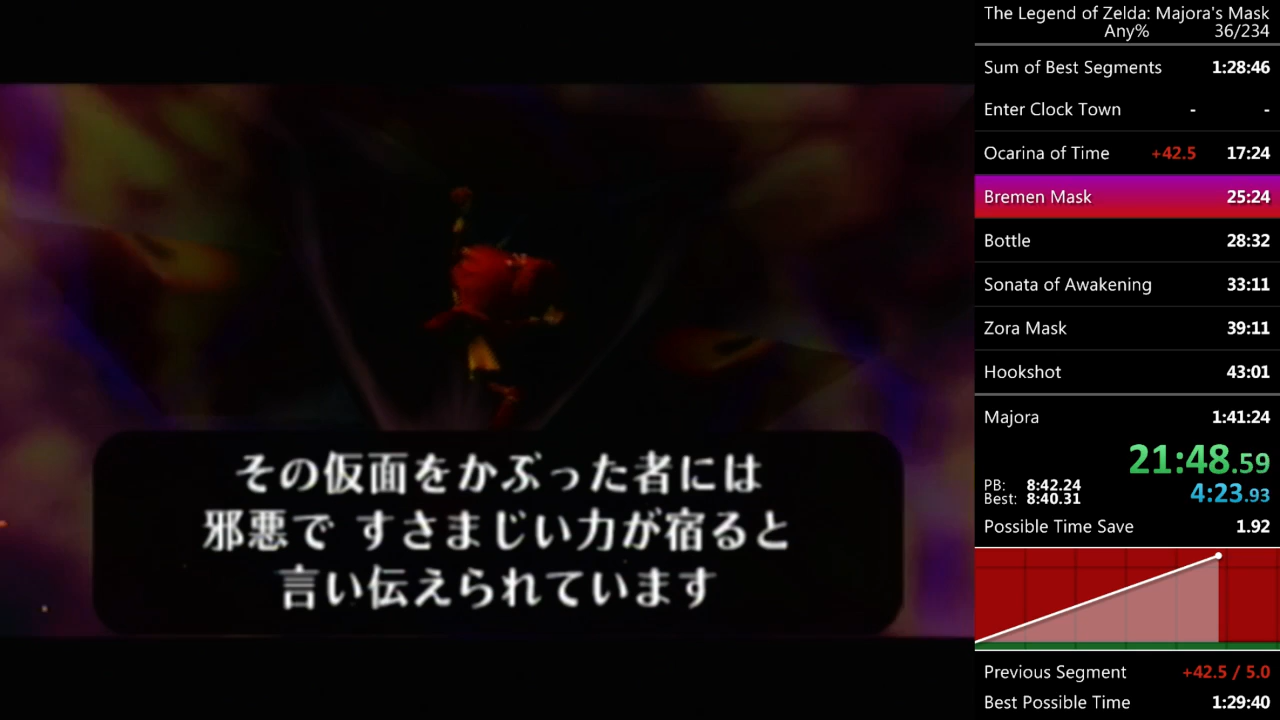 その仮面をかぶった者には
邪悪で すさまじい力が宿ると
言い伝えられています
The Legend of Zelda: Majora's Mask
Any% 36/234
Sum of Best Segments 1:28:46
Enter Clock Town - -
Ocarina of Time +42.5 17:24
Bremen Mask 25:24
Bottle 28:32
Sonata of Awakening 33:11
Zora Mask 39:11
Hookshot 43:01
Majora 1:41:24
21:48.59
PB: 8:42.24
Best: 8:40.31
4:23.93
Possible Time Save 1.92
Previous Segment +42.5 / 5.0
Best Possible Time 1:29:40